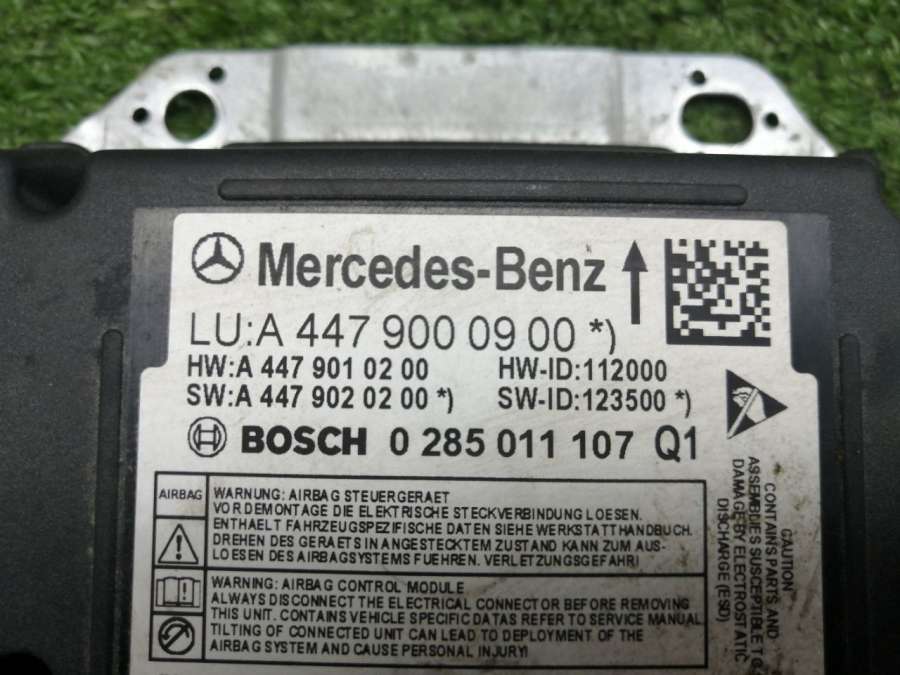 Mercedes-Benz
LU:A 447 900 09 00 *)
HW:A 447 901 02 00 HW-ID:112000
SW:A 447 902 02 00 *) SW-ID:123500 *)
BOSCH 0 285 011 107 Q1
AIRBAG
WARNUNG: AIRBAG STEUERGERAET
VOR DEMONTAGE DIE ELEKTRISCHE STECKVERBINDUNG LOESEN.
ENTHAELT FAHRZEUGSPEZIFISCHE DATEN SIEHE WERKSTATTHANDBUCH.
DREHEN DES GERAETS IN ANGESTECKTEM ZUSTAND KANN ZUM AUS-
LOESEN DES AIRBAGSYSTEMS FUEHREN. VERLETZUNGSGEFAHR!
WARNING: AIRBAG CONTROL MODULE
ALWAYS DISCONNECT THE ELECTRICAL CONNECTOR BEFORE REMOVING
THIS UNIT. CONTAINS VEHICLE SPECIFIC DATAS REFER TO SERVICE MANUAL
TILTING OF CONNECTED UNIT CAN LEAD TO DEPLOYMENT OF THE
AIRBAG SYSTEM AND CAUSE PERSONAL INJURY!
CAUTION
CONTAINS PARTS AND
ASSEMBLIES SUSCEPTIBLE TO
DAMAGE BY ELECTROSTATIC
DISCHARGE (ESD)